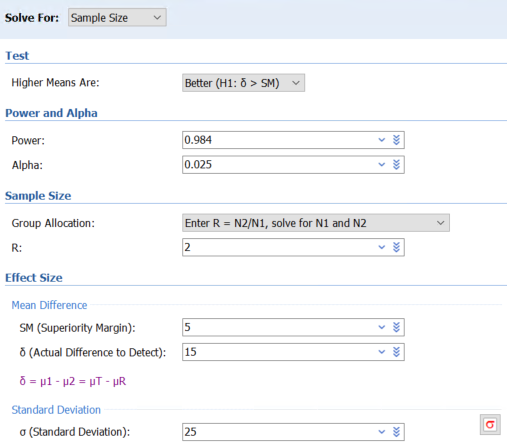 Solve For: Sample Size
Test
Higher Means Are: Better (H1: δ > SM)
Power and Alpha
Power: 0.984
Alpha: 0.025
Sample Size
Group Allocation: Enter R = N2/N1, solve for N1 and N2
R: 2
Effect Size
Mean Difference
SM (Superiority Margin): 5
δ (Actual Difference to Detect): 15
δ = μ1 - μ2 = μT - μR
Standard Deviation
σ (Standard Deviation): 25 σ